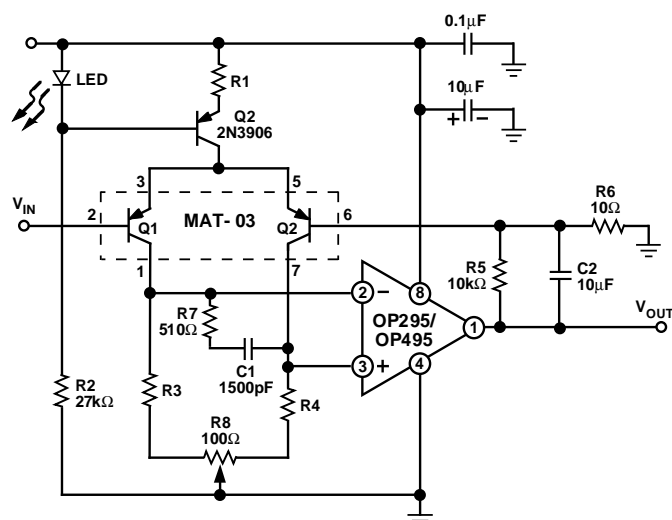 0.1μF
LED
R1
10μF
+ −
Q2
2N3906
3
5
VIN
2
MAT- 03
6
R6
10Ω
Q1
Q2
1
7
R5
10kΩ
C2
10μF
2
−
8
VOUT
R7
510Ω
OP295/
OP495
1
C1
1500pF
3
+
4
R2
27kΩ
R3
R4
R8
100Ω